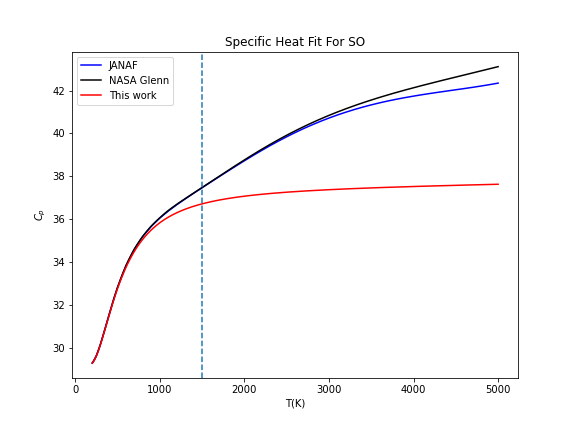 Specific Heat Fit For SO
JANAF
NASA Glenn
This work
42
40
38
36
34
32
30
C_p
0
1000
2000
3000
4000
5000
T(K)